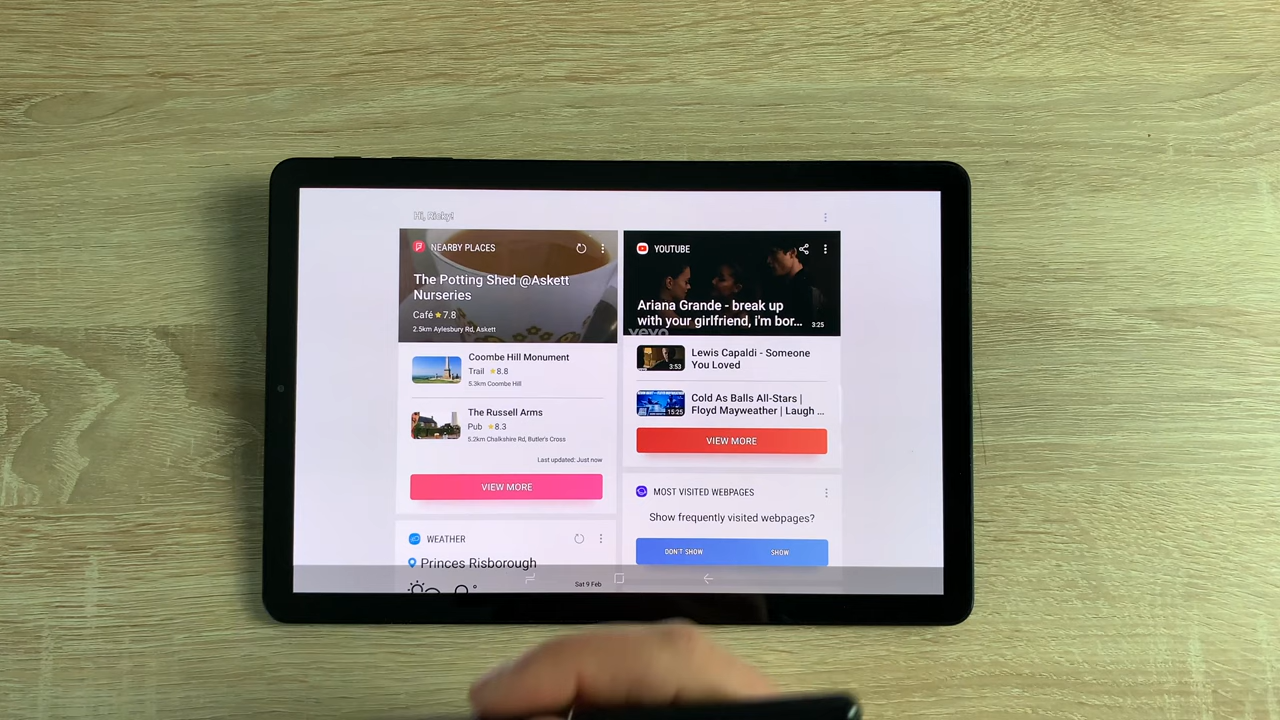 Hi, Ricky!
NEARBY PLACES
The Potting Shed @Askett
Nurseries
Café ★ 7.8
2.5km Aylesbury Rd, Askett
Coombe Hill Monument
Trail ★8.8
5.3km Coombe Hill
The Russell Arms
Pub ★8.3
5.2km Chalkshire Rd, Butler's Cross
Last updated: Just now
VIEW MORE
WEATHER
Princes Risborough
Sat 9 Feb
YOUTUBE
Ariana Grande - break up
with your girlfriend, i'm bor...
3:25
vevo
3:53
Lewis Capaldi - Someone
You Loved
15:25
Cold As Balls All-Stars |
Floyd Mayweather | Laugh ...
VIEW MORE
MOST VISITED WEBPAGES
Show frequently visited webpages?
DON'T SHOW SHOW